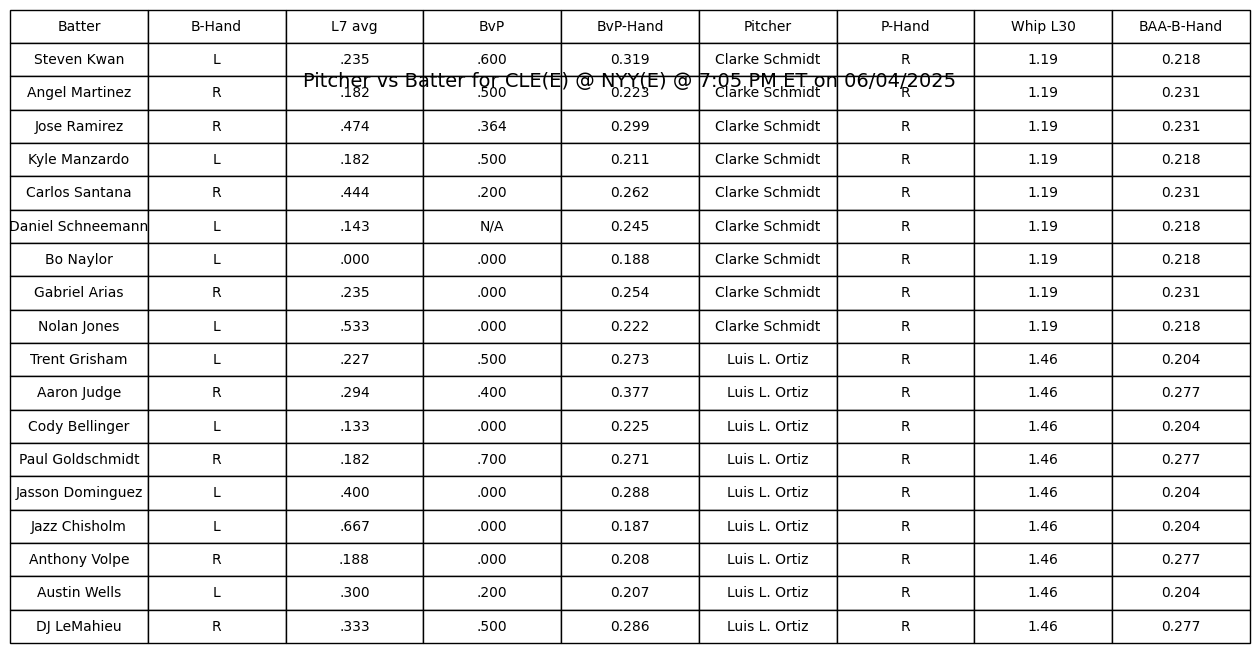 Batter B-Hand L7 avg BvP BvP-Hand Pitcher P-Hand Whip L30 BAA-B-Hand
Steven Kwan L .235 .600 0.319 Clarke Schmidt R 1.19 0.218
Pitcher vs Batter for CLE(E) @ NYY(E) @ 7:05 PM ET on 06/04/2025
Angel Martinez R .182 .500 0.223 Clarke Schmidt R 1.19 0.231
Jose Ramirez R .474 .364 0.299 Clarke Schmidt R 1.19 0.231
Kyle Manzardo L .182 .500 0.211 Clarke Schmidt R 1.19 0.218
Carlos Santana R .444 .200 0.262 Clarke Schmidt R 1.19 0.231
Daniel Schneemann L .143 N/A 0.245 Clarke Schmidt R 1.19 0.218
Bo Naylor L .000 .000 0.188 Clarke Schmidt R 1.19 0.218
Gabriel Arias R .235 .000 0.254 Clarke Schmidt R 1.19 0.231
Nolan Jones L .533 .000 0.222 Clarke Schmidt R 1.19 0.218
Trent Grisham L .227 .500 0.273 Luis L. Ortiz R 1.46 0.204
Aaron Judge R .294 .400 0.377 Luis L. Ortiz R 1.46 0.277
Cody Bellinger L .133 .000 0.225 Luis L. Ortiz R 1.46 0.204
Paul Goldschmidt R .182 .700 0.271 Luis L. Ortiz R 1.46 0.277
Jasson Dominguez L .400 .000 0.288 Luis L. Ortiz R 1.46 0.204
Jazz Chisholm L .667 .000 0.187 Luis L. Ortiz R 1.46 0.204
Anthony Volpe R .188 .000 0.208 Luis L. Ortiz R 1.46 0.277
Austin Wells L .300 .200 0.207 Luis L. Ortiz R 1.46 0.204
DJ LeMahieu R .333 .500 0.286 Luis L. Ortiz R 1.46 0.277